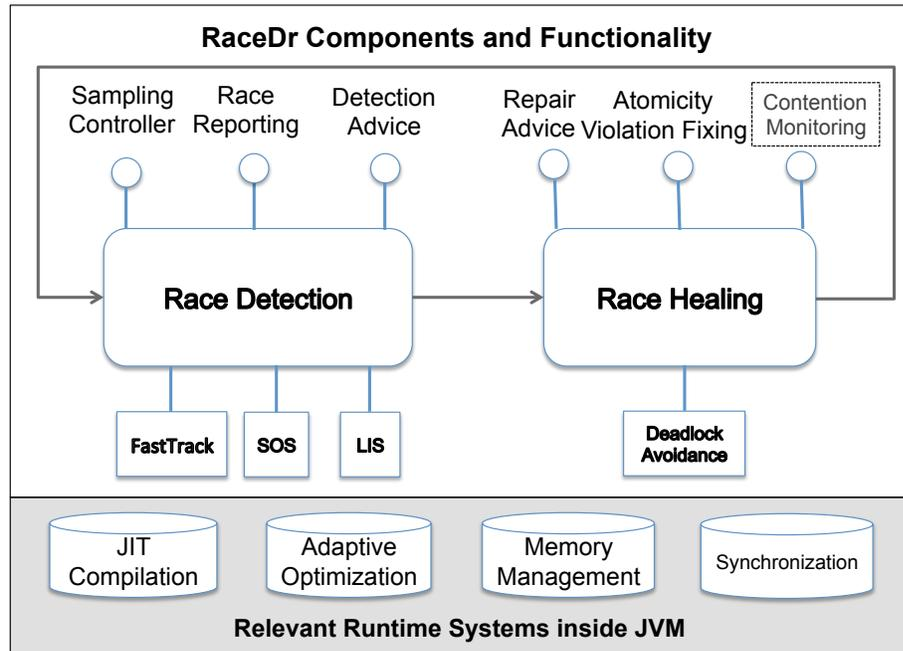 RaceDr Components and Functionality
Sampling
Controller
Race
Reporting
Detection
Advice
Repair
Advice
Atomicity
Violation Fixing
Contention
Monitoring
Race Detection
Race Healing
FastTrack
SOS
LIS
Deadlock
Avoidance
JIT
Compilation
Adaptive
Optimization
Memory
Management
Synchronization
Relevant Runtime Systems inside JVM